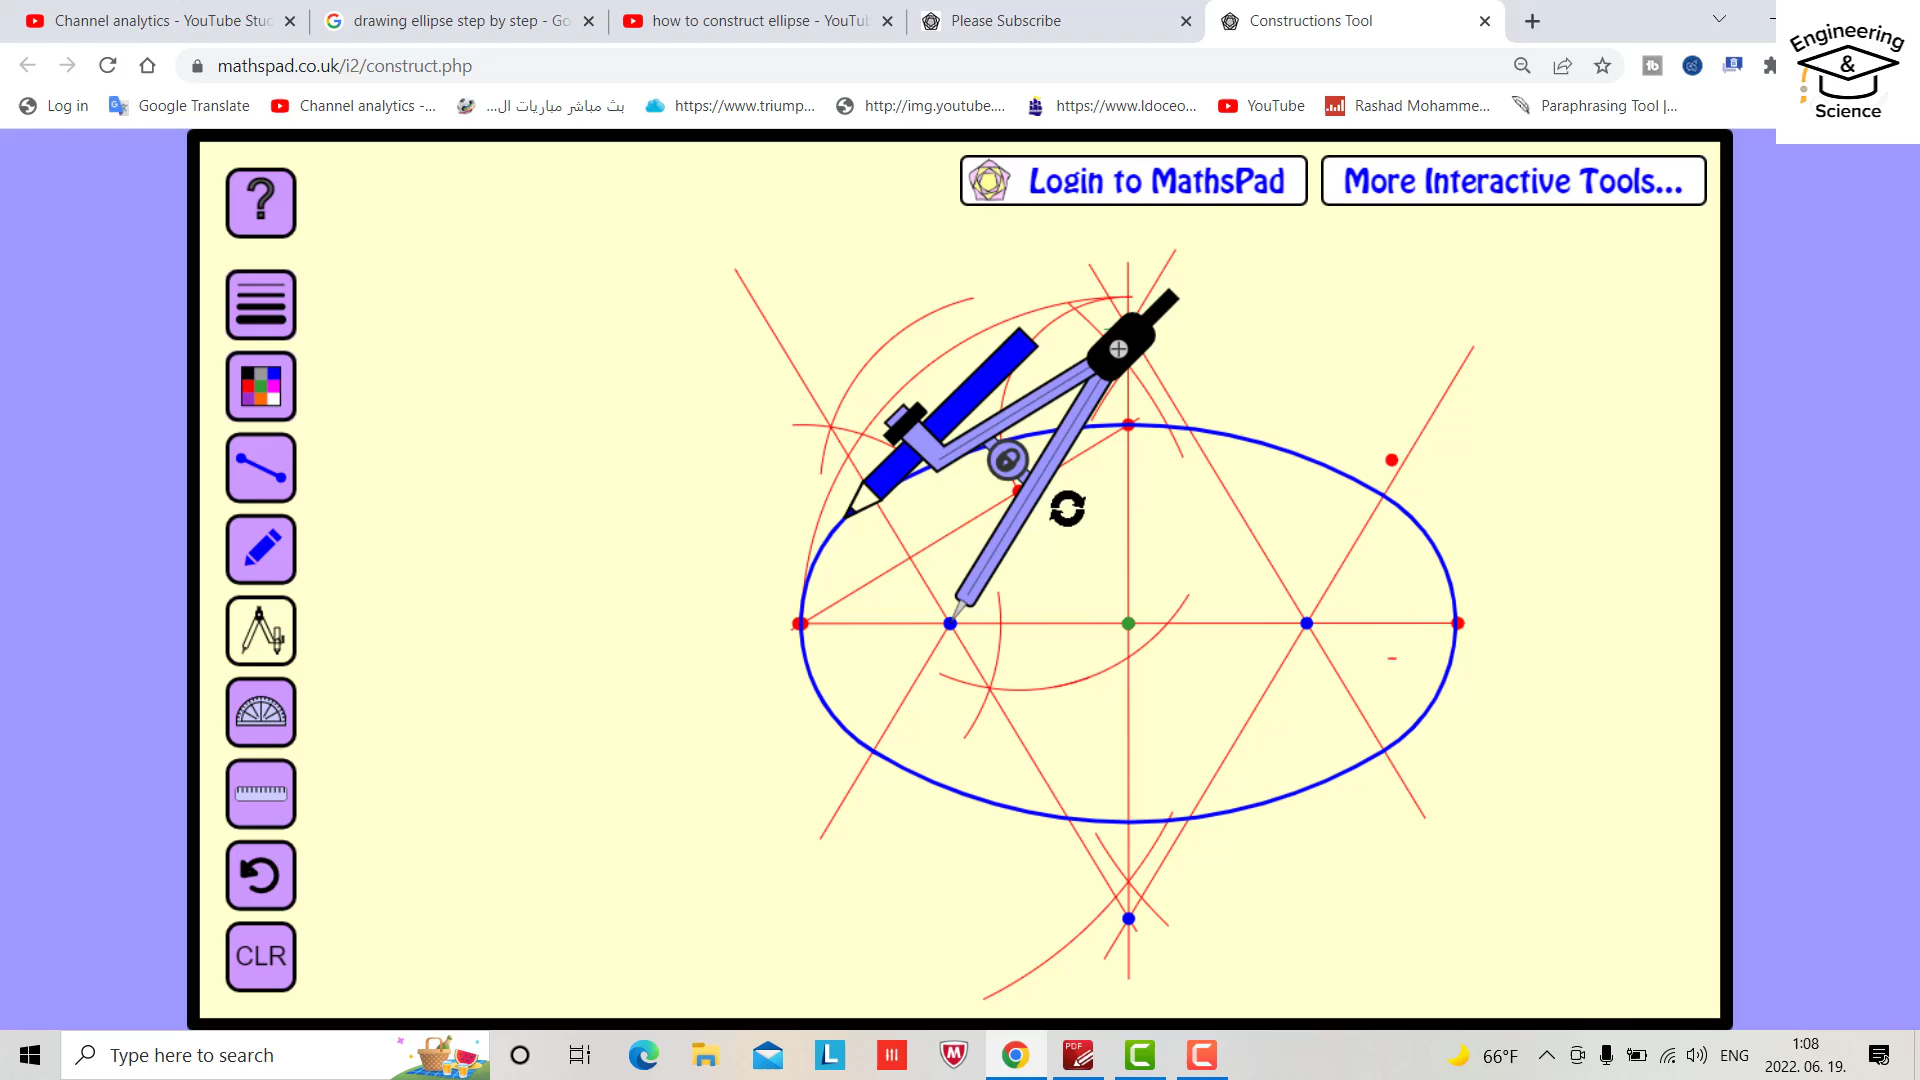 Channel analytics - YouTube Stu
drawing ellipse step by step - Go
how to construct ellipse - YouTu
Please Subscribe
Constructions Tool
mathspad.co.uk/i2/construct.php
Log in
Google Translate
Channel analytics -...
بث مباشر مباريات ال...
https://www.triump...
http://img.youtube....
https://www.ldoceo...
YouTube
Rashad Mohamme...
Paraphrasing Tool |...
Engineering
&
Science
?
Login to MathsPad
More Interactive Tools...
CLR
Type here to search
66°F
ENG
1:08
2022. 06. 19.